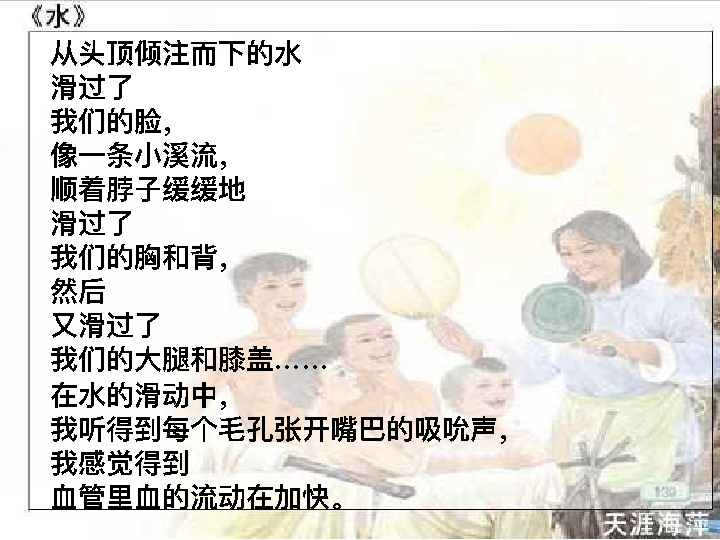 《水》
从头顶倾注而下的水
滑过了
我们的脸，
像一条小溪流，
顺着脖子缓缓地
滑过了
我们的胸和背，
然后
又滑过了
我们的大腿和膝盖……
在水的滑动中，
我听得到每个毛孔张开嘴巴的吸吮声，
我感觉得到
血管里血的流动在加快。
139
天涯海萍